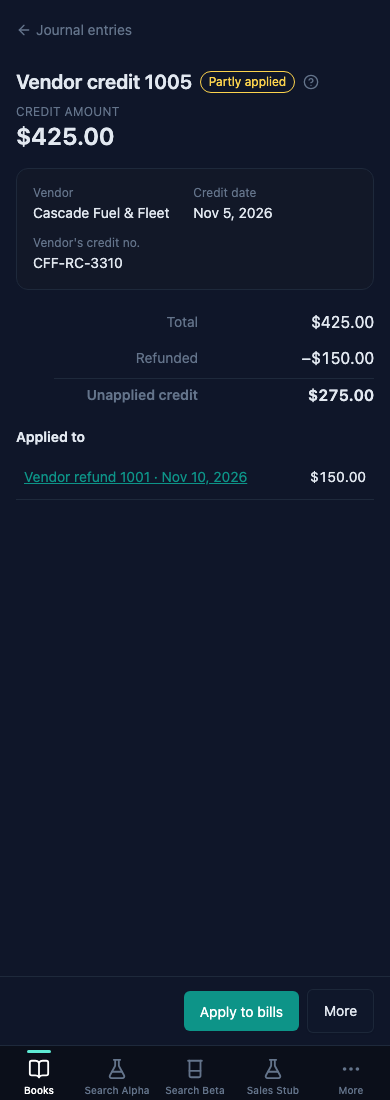 ← Journal entries
Vendor credit 1005 Partly applied
CREDIT AMOUNT
$425.00
Vendor Credit date
Cascade Fuel & Fleet Nov 5, 2026
Vendor's credit no.
CFF-RC-3310
Total $425.00
Refunded –$150.00
Unapplied credit $275.00
Applied to
Vendor refund 1001 · Nov 10, 2026 $150.00
Apply to bills More
Books Search Alpha Search Beta Sales Stub More